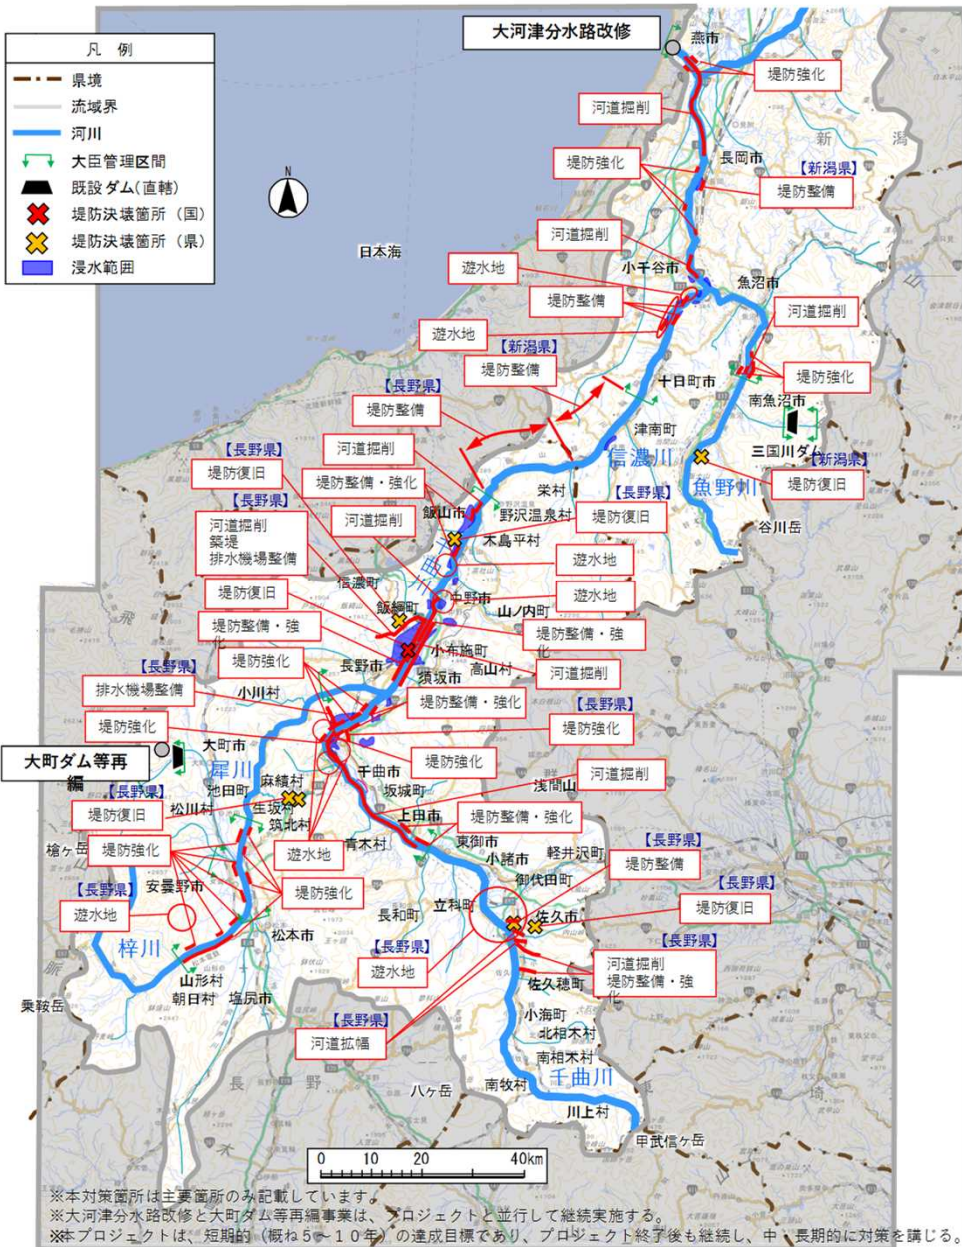 大河津分水路改修
燕市
凡 例
県境
流域界
河川
大臣管理区間
既設ダム(直轄)
堤防決壊箇所（国）
堤防決壊箇所（県）
浸水範囲
堤防強化
河道掘削
新
潟
長岡市
堤防強化
【新潟県】
堤防整備
N
日本海
河道掘削
小千谷市
遊水地
魚沼市
堤防整備
河道掘削
遊水地
【新潟県】
堤防整備
堤防強化
【長野県】
堤防整備
十日町市
南魚沼市
津南町
三国川ダム
信濃川
魚野川
【新潟県】
堤防復旧
谷川岳
【長野県】
堤防復旧
河道掘削
堤防整備・強化
栄村
飯山市
野沢温泉村
【長野県】
堤防復旧
【長野県】
河道掘削
築堤
排水機場整備
河道掘削
木島平村
遊水地
信濃町
中野市
遊水地
堤防復旧
飯綱町
山ノ内町
堤防整備・強
化
堤防整備・強
化
小布施町
高山村
長野市
須坂市
河道掘削
堤防強化
【長野県】
排水機場整備
小川村
堤防整備・強化
【長野県】
堤防強化
堤防強化
大町市
大町ダム等再
編
堤防強化
犀川
千曲市
坂城町
河道掘削
浅間山
麻績村
池田町
【長野県】
堤防復旧
松川村
生坂村
筑北村
上田市
堤防整備・強化
青木村
東御市
小諸市
軽井沢町
【長野県】
堤防整備
槍ヶ岳
堤防強化
遊水地
御代田町
安曇野市
堤防強化
【長野県】
遊水地
立科町
長和町
佐久市
【長野県】
堤防復旧
梓川
松本市
【長野県】
遊水地
【長野県】
河道掘削
堤防整備・強
化
山形村
朝日村
塩尻市
佐久穂町
乗鞍岳
【長野県】
河道拡幅
小海町
北相木村
南相木村
千曲川
八ヶ岳
南牧村
川上村
長
野
埼
甲武信ヶ岳
0 10 20 40km
※本対策箇所は主要箇所のみ記載しています。
※大河津分水路改修と大町ダム等再編事業は、プロジェクトと並行して継続実施する。
※本プロジェクトは、短期的（概ね５～１０年）の達成目標であり、プロジェクト終了後も継続し、中・長期的に対策を講じる。